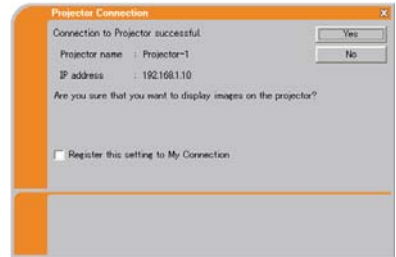 Projector Connection
X
Connection to Projector successful.
Yes
Projector name : Projector-1
No
IP address : 192.168.1.10
Are you sure that you want to display images on the projector?
Register this setting to My Connection